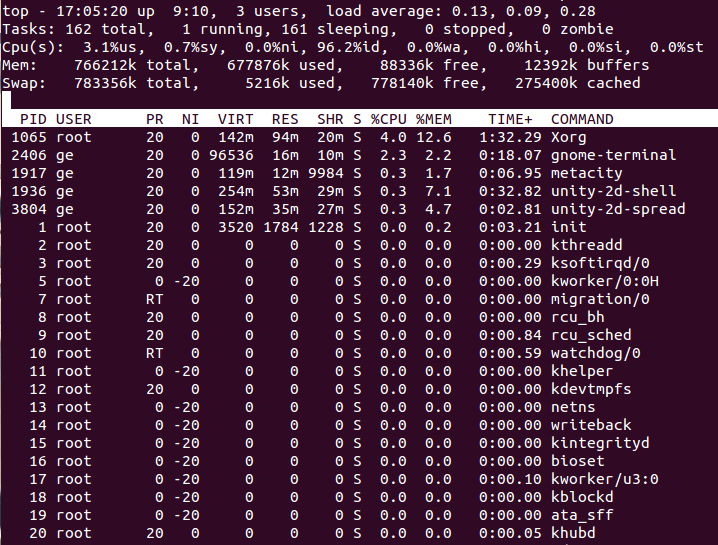 top - 17:05:20 up  9:10,  3 users,  load average: 0.13, 0.09, 0.28
Tasks: 162 total,   1 running, 161 sleeping,   0 stopped,   0 zombie
Cpu(s):  3.1%us,  0.7%sy,  0.0%ni, 96.2%id,  0.0%wa,  0.0%hi,  0.0%si,  0.0%st
Mem:    766212k total,   677876k used,    88336k free,    12392k buffers
Swap:   783356k total,     5216k used,   778140k free,   275400k cached
  PID USER      PR  NI  VIRT  RES  SHR S %CPU %MEM    TIME+  COMMAND
 1065 root      20   0  142m  94m  20m S  4.0 12.6   1:32.29 Xorg
 2406 ge        20   0 96536  16m  10m S  2.3  2.2   0:18.07 gnome-terminal
 1917 ge        20   0  119m  12m 9984 S  0.3  1.7   0:06.95 metacity
 1936 ge        20   0  254m  53m  29m S  0.3  7.1   0:32.82 unity-2d-shell
 3804 ge        20   0  152m  35m  27m S  0.3  4.7   0:02.81 unity-2d-spread
    1 root      20   0  3520 1784 1228 S  0.0  0.2   0:03.21 init
    2 root      20   0     0    0    0 S  0.0  0.0   0:00.00 kthreadd
    3 root      20   0     0    0    0 S  0.0  0.0   0:00.29 ksoftirqd/0
    5 root       0 -20     0    0    0 S  0.0  0.0   0:00.00 kworker/0:0H
    7 root      RT   0     0    0    0 S  0.0  0.0   0:00.00 migration/0
    8 root      20   0     0    0    0 S  0.0  0.0   0:00.00 rcu_bh
    9 root      20   0     0    0    0 S  0.0  0.0   0:00.84 rcu_sched
   10 root      RT   0     0    0    0 S  0.0  0.0   0:00.59 watchdog/0
   11 root       0 -20     0    0    0 S  0.0  0.0   0:00.00 khelper
   12 root      20   0     0    0    0 S  0.0  0.0   0:00.00 kdevtmpfs
   13 root       0 -20     0    0    0 S  0.0  0.0   0:00.00 netns
   14 root       0 -20     0    0    0 S  0.0  0.0   0:00.00 writeback
   15 root       0 -20     0    0    0 S  0.0  0.0   0:00.00 kintegrityd
   16 root       0 -20     0    0    0 S  0.0  0.0   0:00.00 bioset
   17 root       0 -20     0    0    0 S  0.0  0.0   0:00.10 kworker/u3:0
   18 root       0 -20     0    0    0 S  0.0  0.0   0:00.00 kblockd
   19 root       0 -20     0    0    0 S  0.0  0.0   0:00.00 ata_sff
   20 root      20   0     0    0    0 S  0.0  0.0   0:00.05 khubd